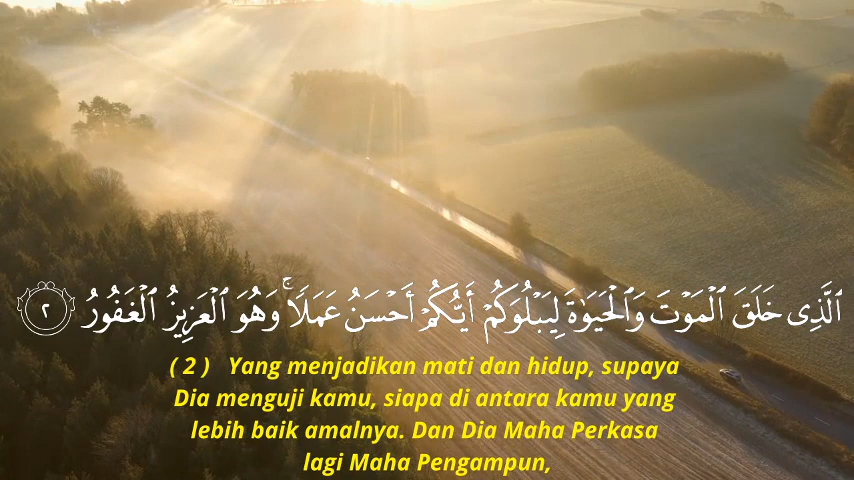 ٱلَّذِى خَلَقَ ٱلْمَوْتَ وَٱلْحَيَوٰةَ لِيَبْلُوَكُمْ أَيُّكُمْ أَحْسَنُ عَمَلًا ۚ وَهُوَ ٱلْعَزِيزُ ٱلْغَفُورُ ٢
( 2 ) Yang menjadikan mati dan hidup, supaya
Dia menguji kamu, siapa di antara kamu yang
lebih baik amalnya. Dan Dia Maha Perkasa
lagi Maha Pengampun,